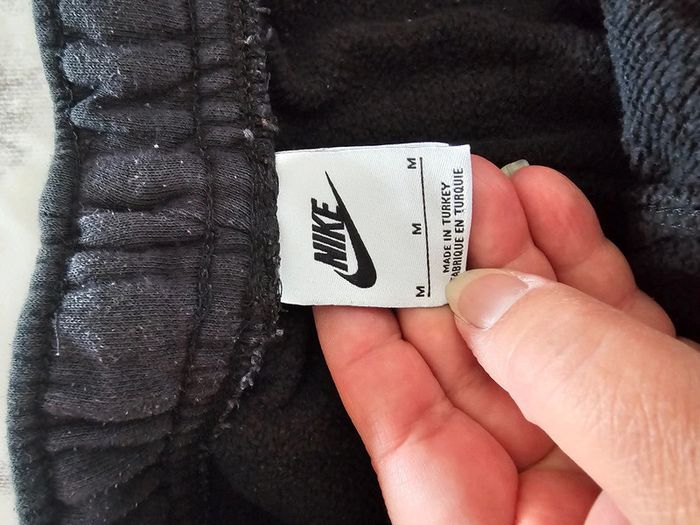 NIKE
M M M
MADE IN TURKEY
FABRIQUE EN TURQUIE